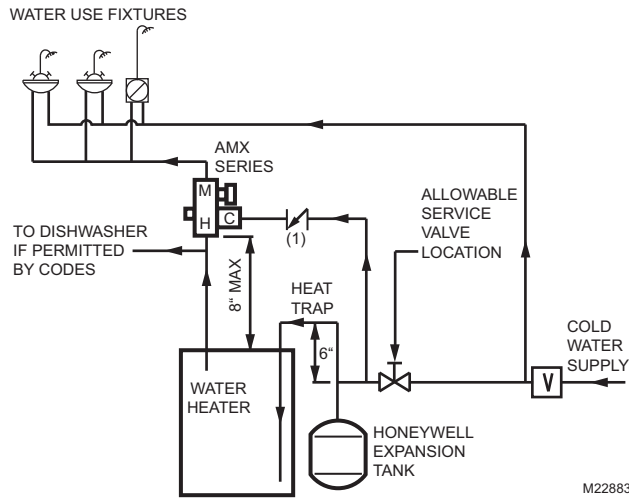 WATER USE FIXTURES
AMX
SERIES
M
H
C
(1)
TO DISHWASHER
IF PERMITTED
BY CODES
8" MAX
HEAT
TRAP
6"
ALLOWABLE
SERVICE
VALVE
LOCATION
COLD
WATER
SUPPLY
V
WATER
HEATER
HONEYWELL
EXPANSION
TANK
M22883